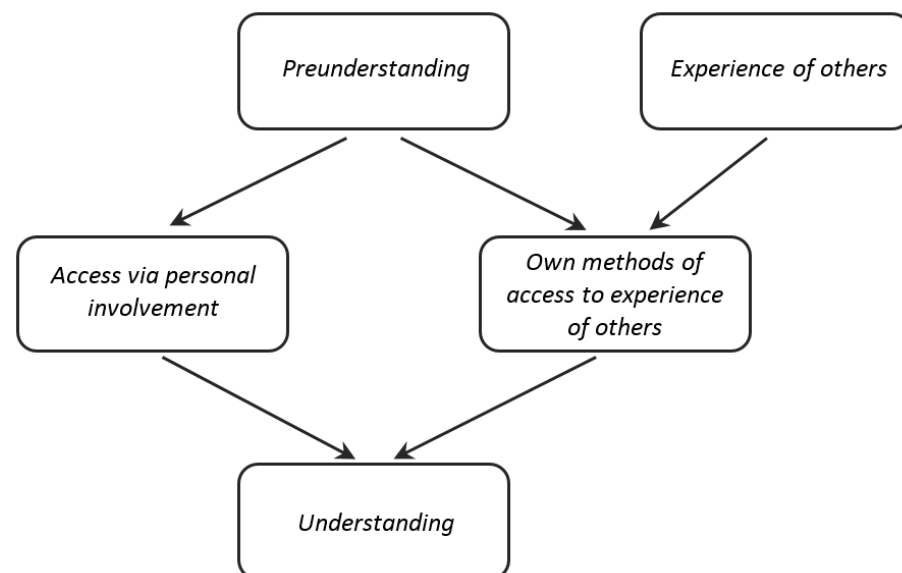 Preunderstanding
Experience of others
Access via personal
involvement
Own methods of
access to experience
of others
Understanding